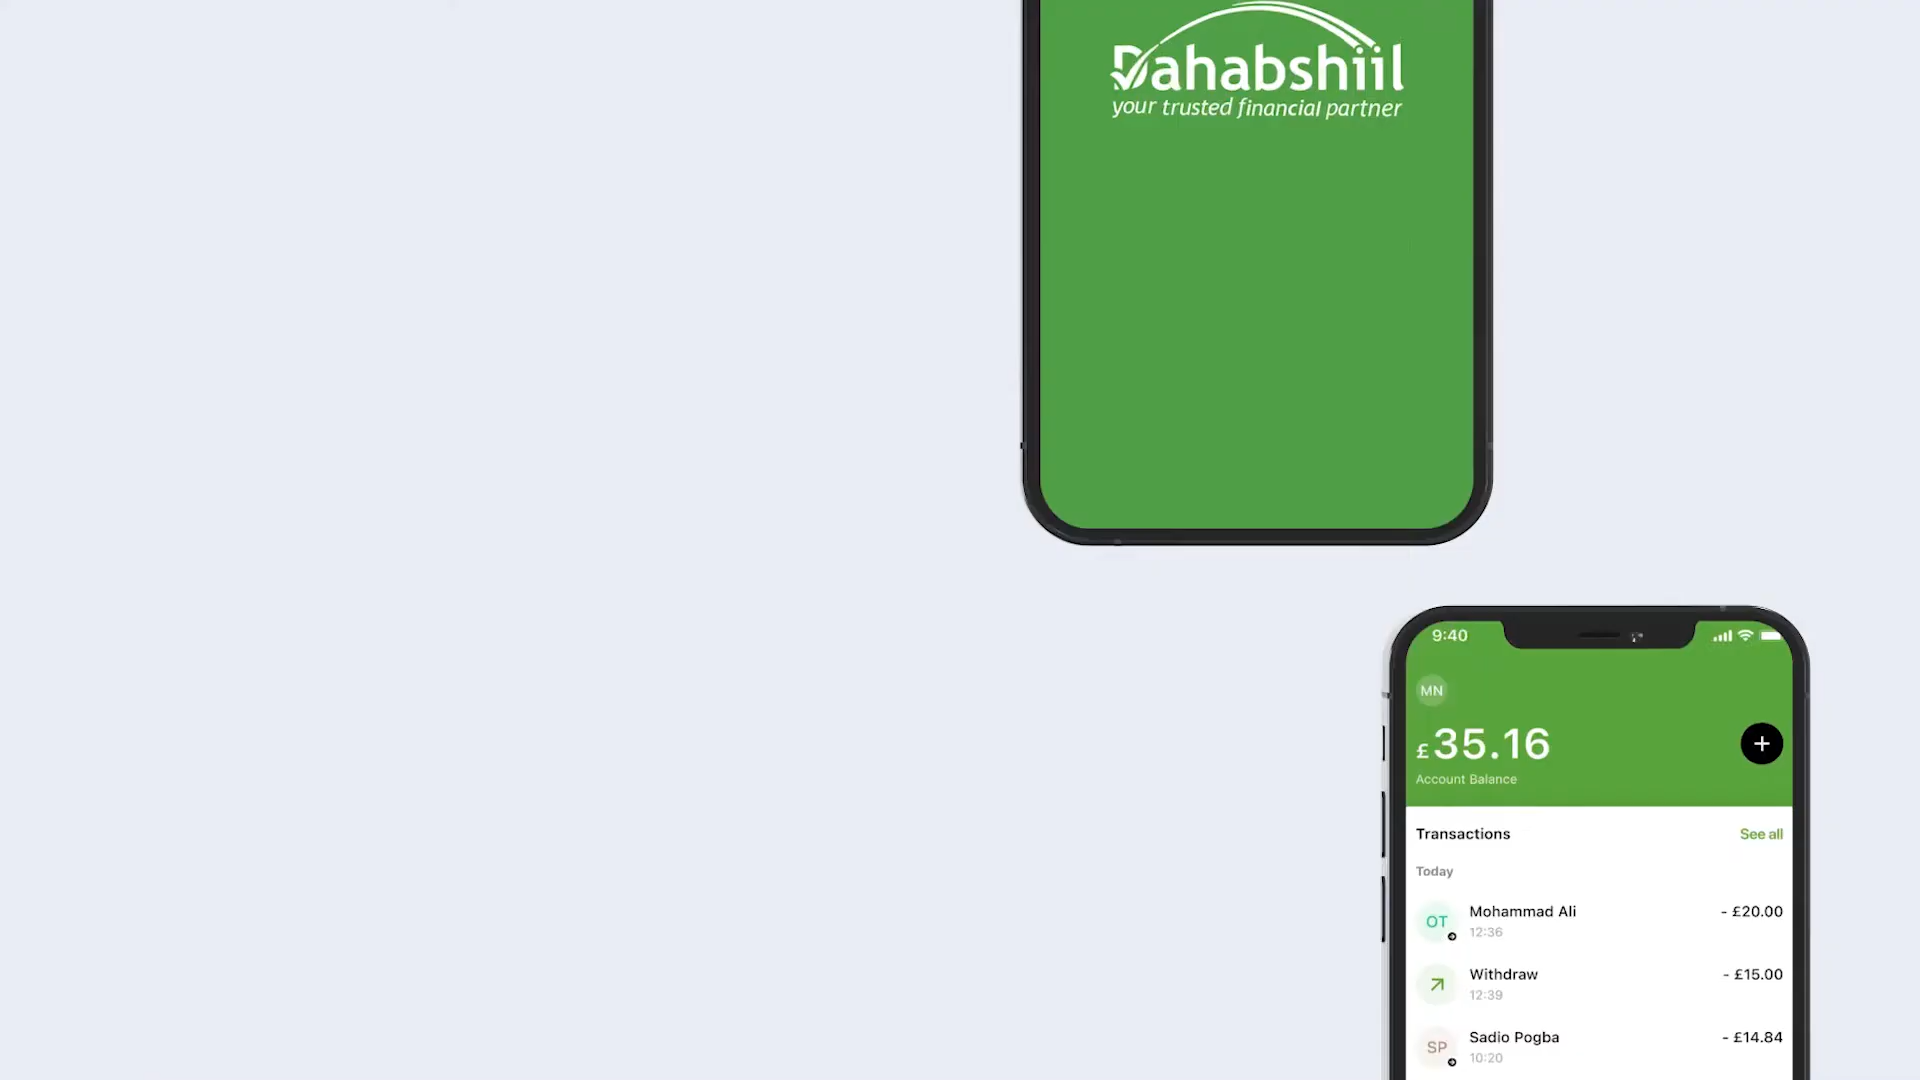 Dahabshiil
your trusted financial partner
9:40
MN
£35.16
Account Balance
Transactions See all
Today
OT Mohammad Ali - £20.00
12:36
Withdraw - £15.00
12:39
SP Sadio Pogba - £14.84
10:20